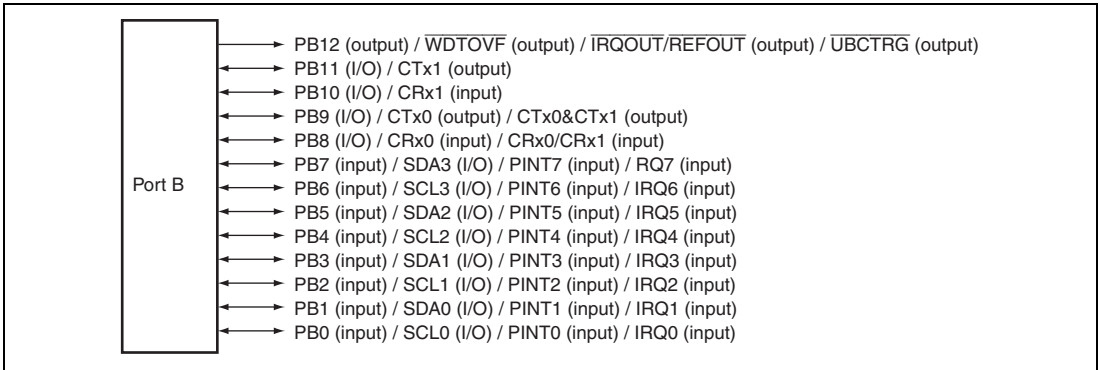 PB12 (output) / WDTOVF (output) / IRQOUT/REFOUT (output) / UBCTRG (output)
PB11 (I/O) / CTx1 (output)
PB10 (I/O) / CRx1 (input)
PB9 (I/O) / CTx0 (output) / CTx0&CTx1 (output)
PB8 (I/O) / CRx0 (input) / CRx0/CRx1 (input)
PB7 (input) / SDA3 (I/O) / PINT7 (input) / RQ7 (input)
Port B
PB6 (input) / SCL3 (I/O) / PINT6 (input) / IRQ6 (input)
PB5 (input) / SDA2 (I/O) / PINT5 (input) / IRQ5 (input)
PB4 (input) / SCL2 (I/O) / PINT4 (input) / IRQ4 (input)
PB3 (input) / SDA1 (I/O) / PINT3 (input) / IRQ3 (input)
PB2 (input) / SCL1 (I/O) / PINT2 (input) / IRQ2 (input)
PB1 (input) / SDA0 (I/O) / PINT1 (input) / IRQ1 (input)
PB0 (input) / SCL0 (I/O) / PINT0 (input) / IRQ0 (input)